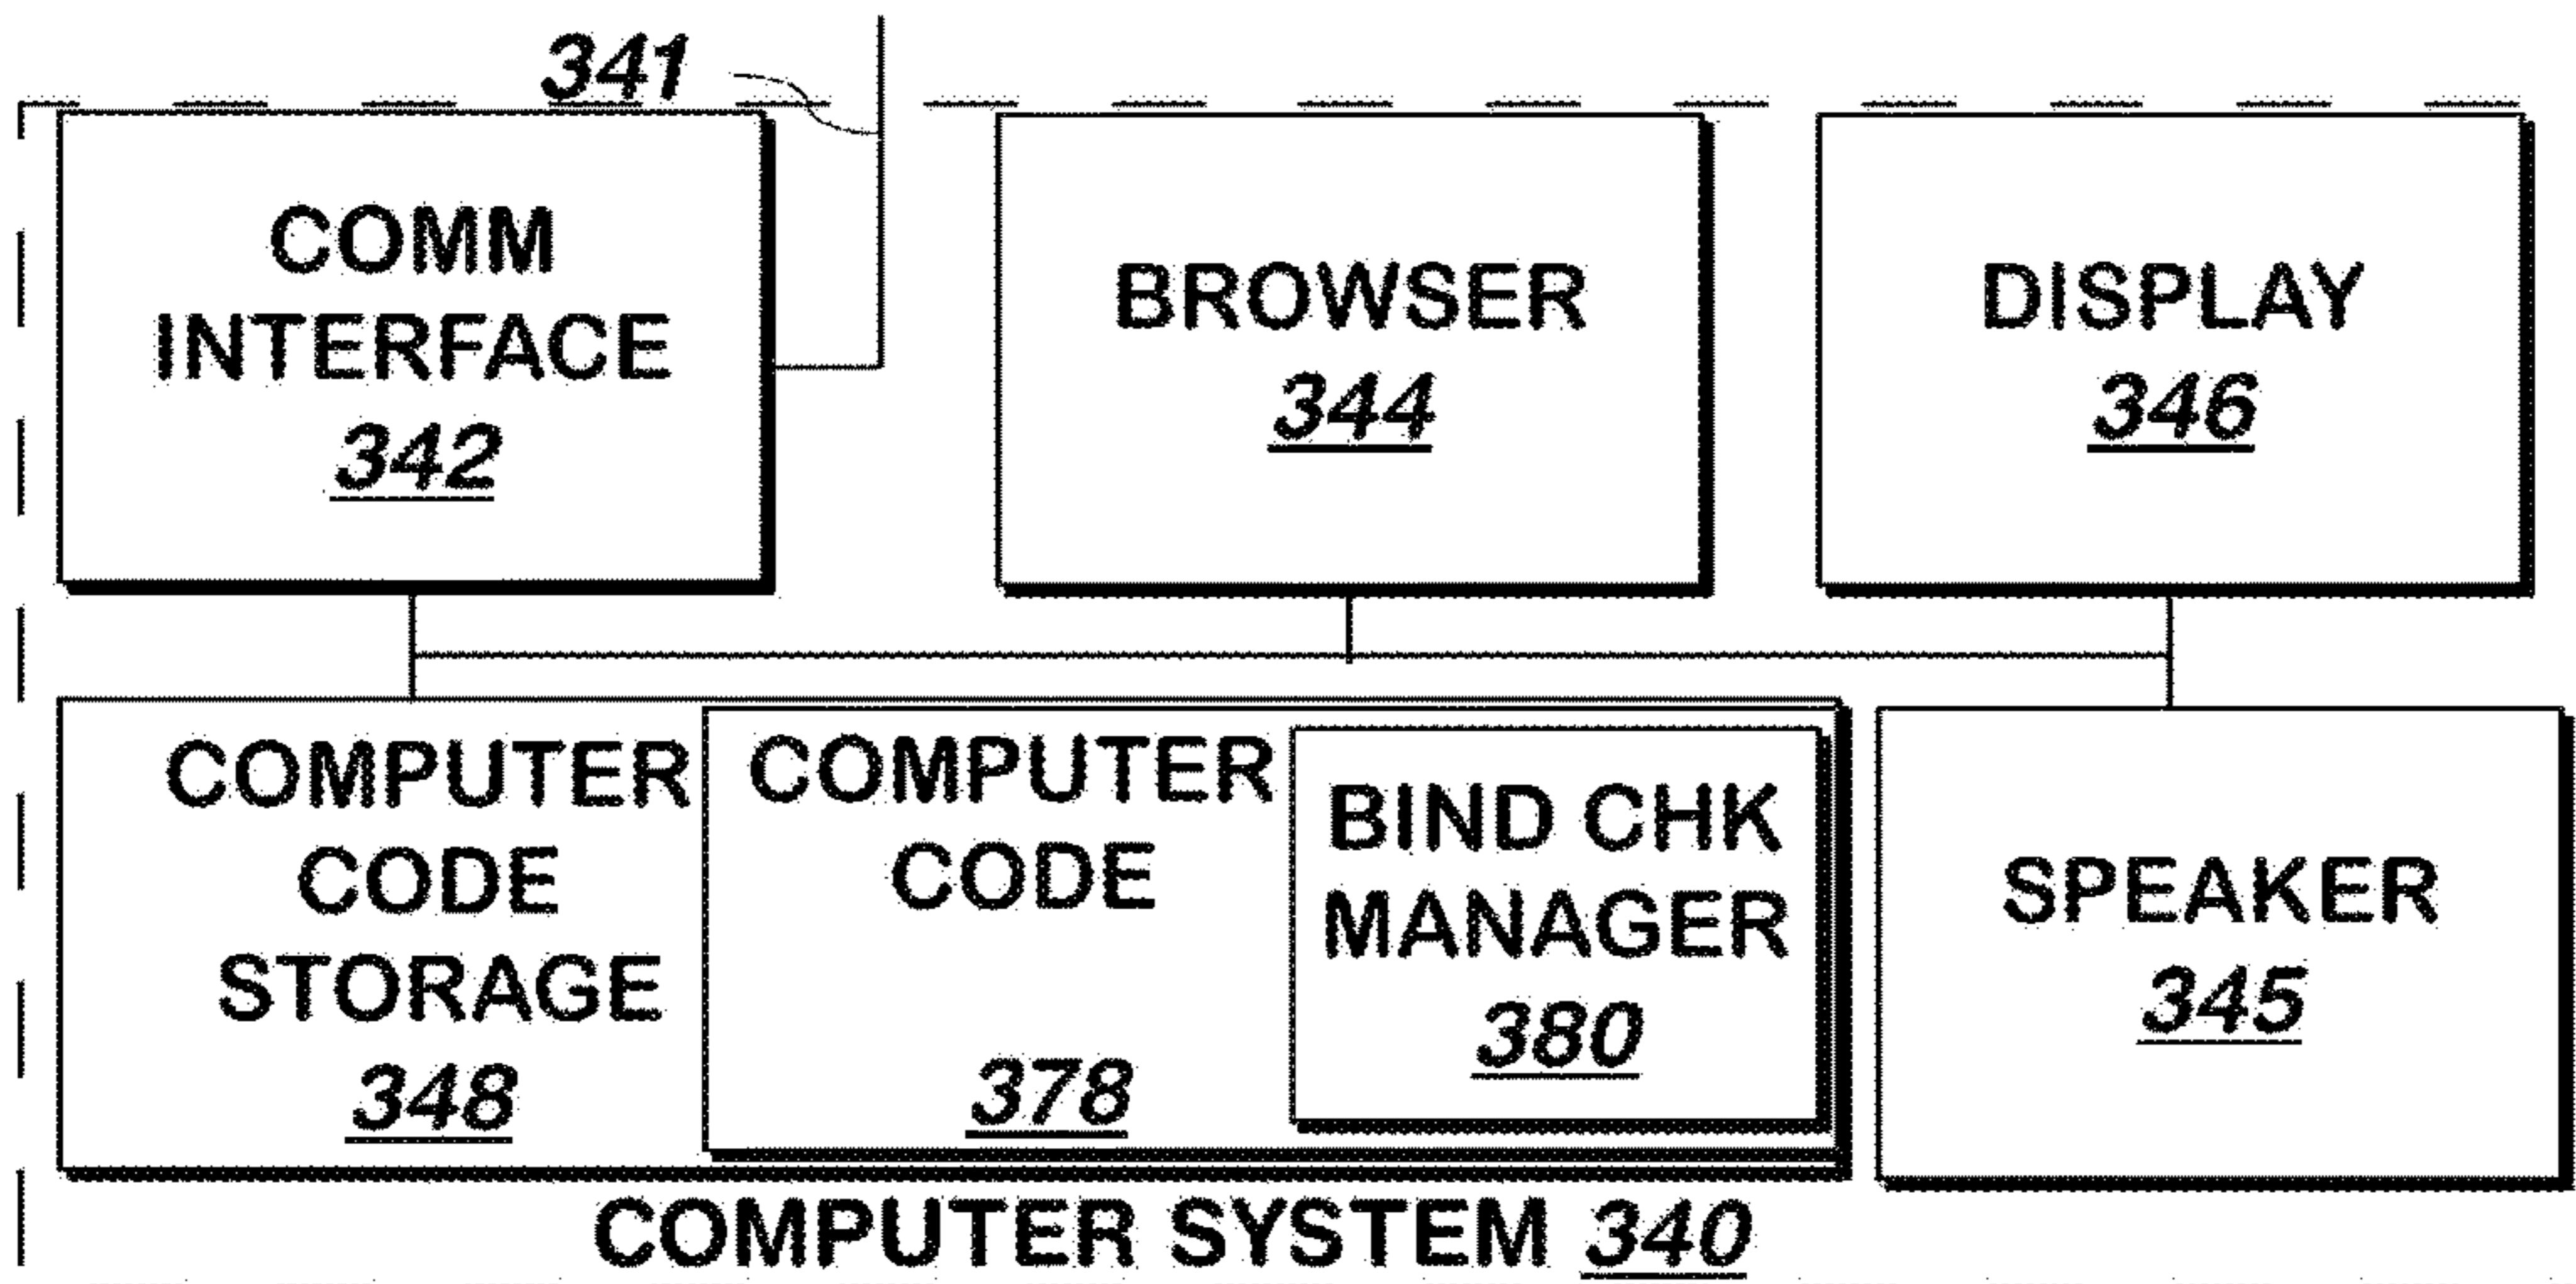 341
COMM
INTERFACE
342
BROWSER
344
DISPLAY
346
COMPUTER
CODE
STORAGE
348
COMPUTER
CODE
378
BIND CHK
MANAGER
380
SPEAKER
345
COMPUTER SYSTEM 340